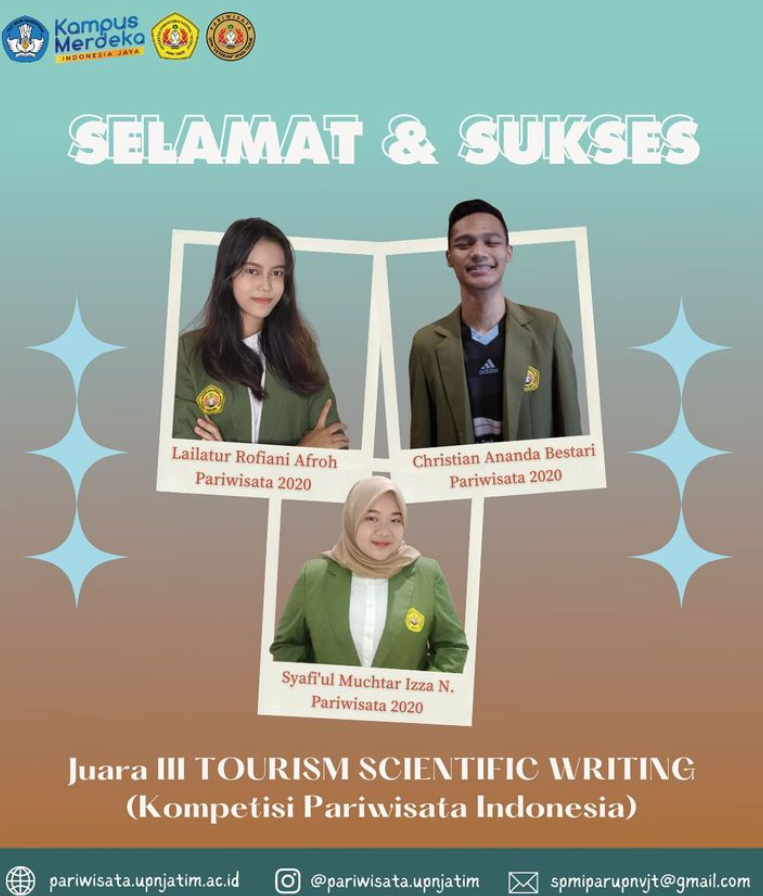 Kampus
Merdeka
INDONESIA JAYA
SELAMAT & SUKSES
adidas
Lailatur Rofiani Afroh
Pariwisata 2020
Christian Ananda Bestari
Pariwisata 2020
Syafi'ul Muchtar Izza N.
Pariwisata 2020
Juara III TOURISM SCIENTIFIC WRITING
(Kompetisi Pariwisata Indonesia)
pariwisata.upnjatim.ac.id
@pariwisata.upnjatim
spmiparupnvjt@gmail.com